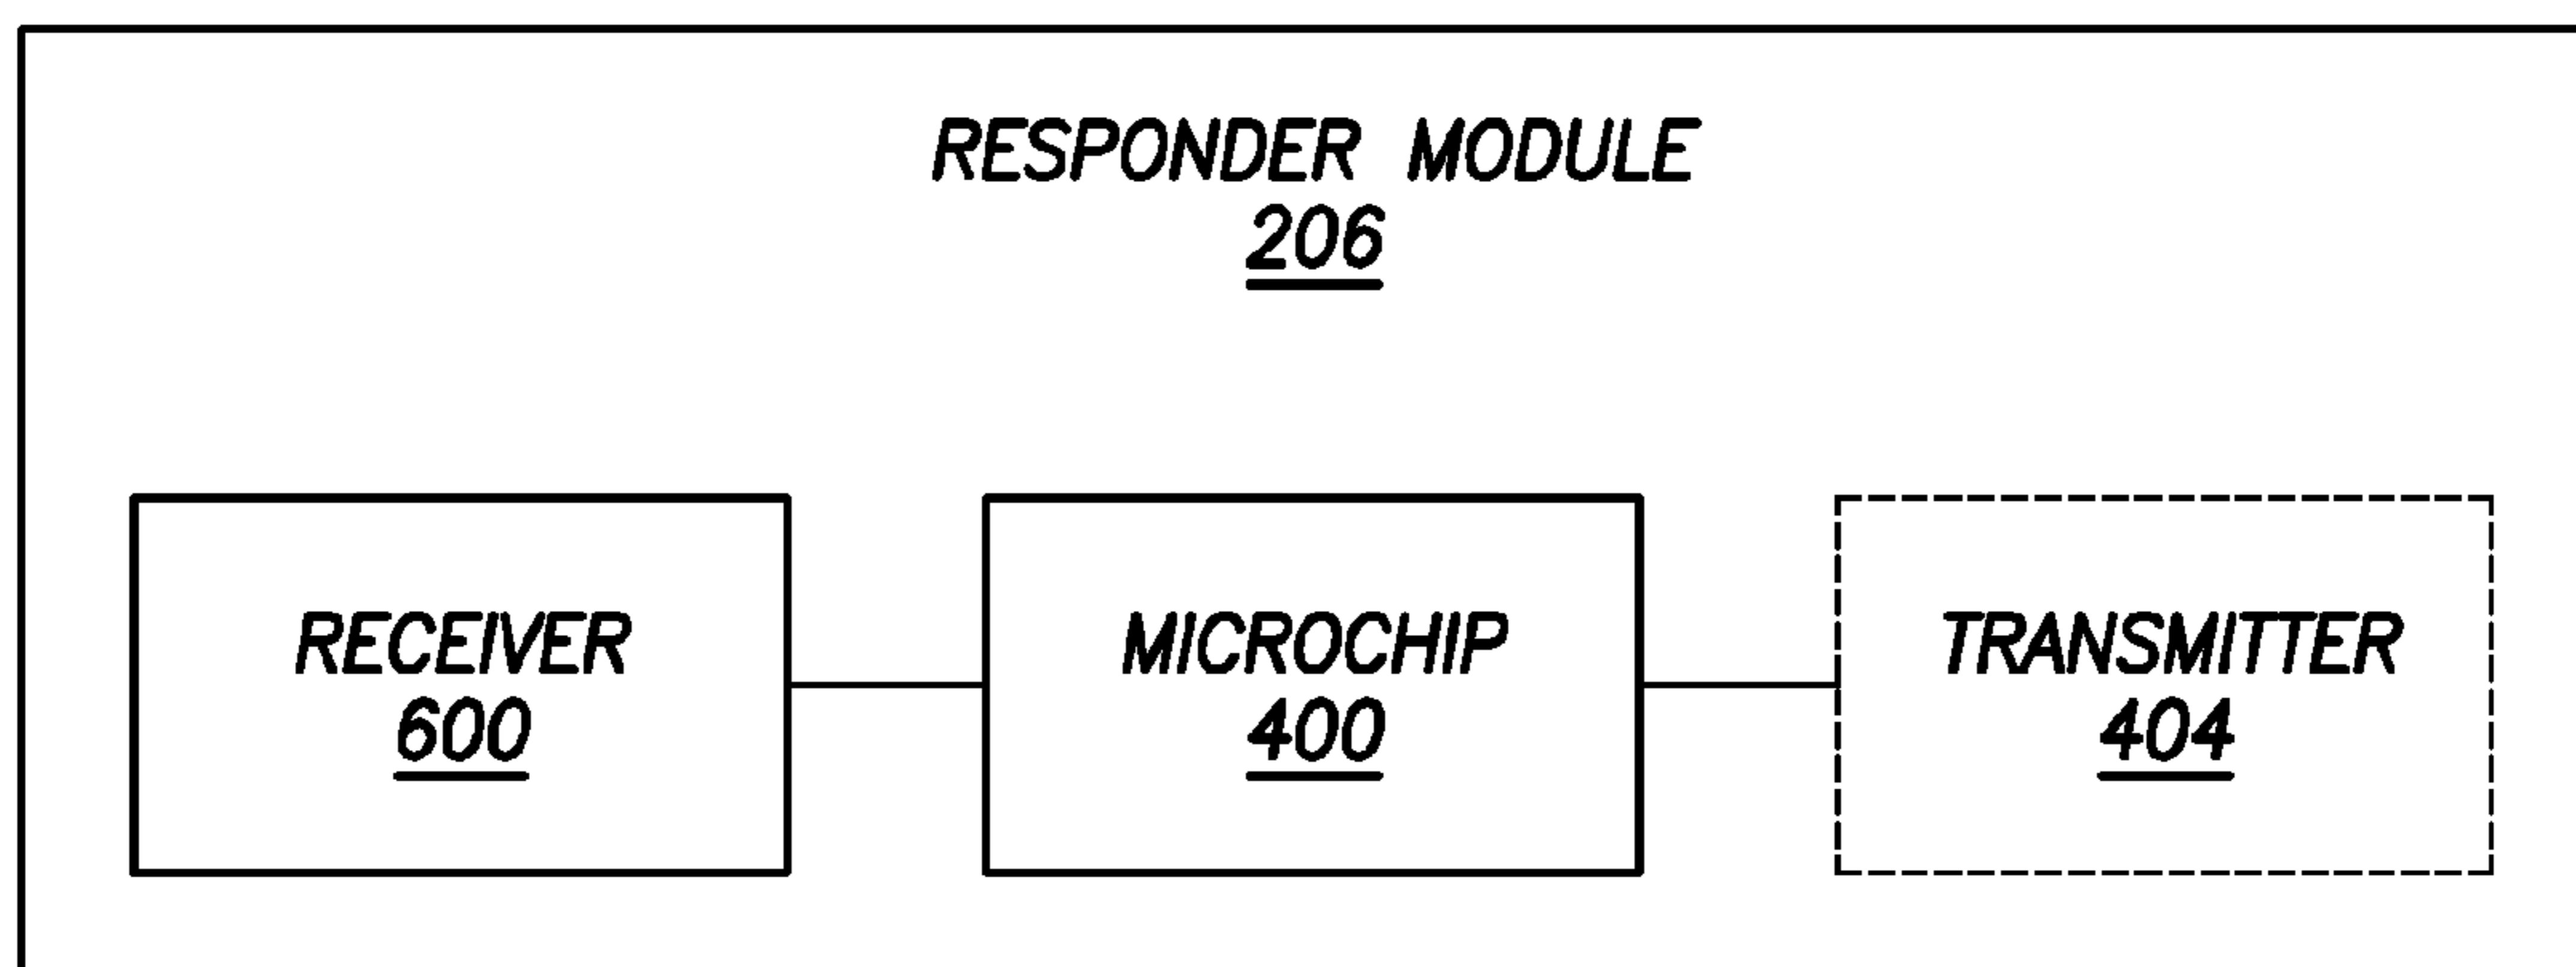 RESPONDER MODULE
206
RECEIVER
600
MICROCHIP
400
TRANSMITTER
404